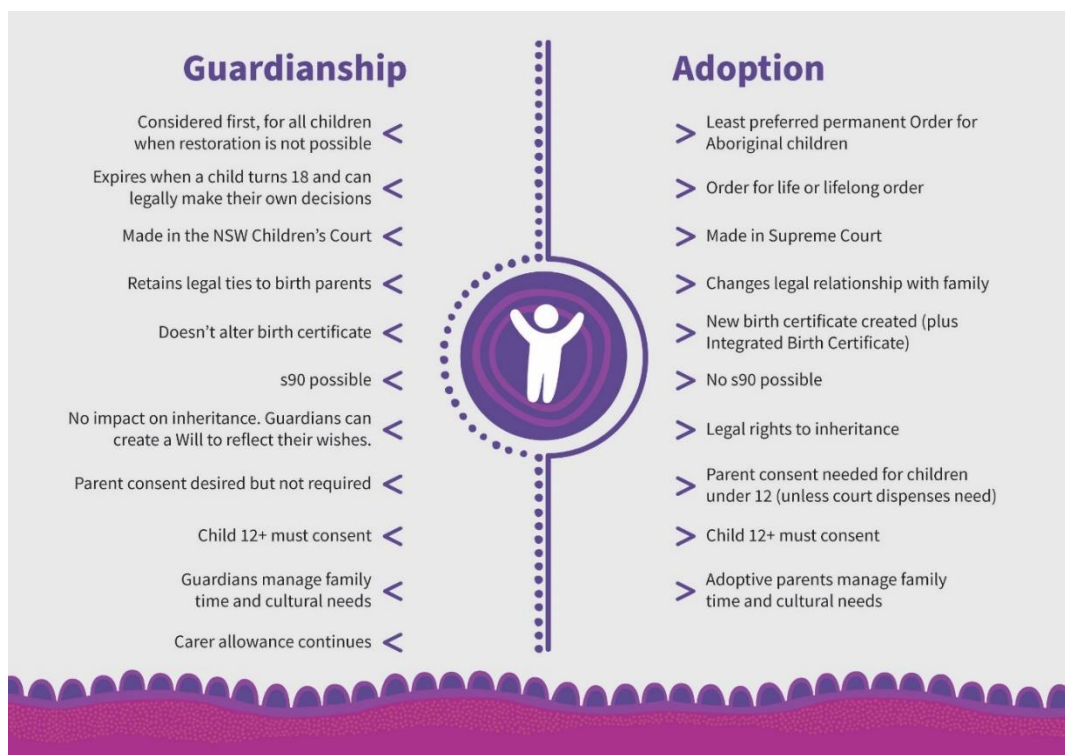 Guardianship
Considered first, for all children
when restoration is not possible
Expires when a child turns 18 and can
legally make their own decisions
Made in the NSW Children’s Court
Retains legal ties to birth parents
Doesn’t alter birth certificate
s90 possible
No impact on inheritance. Guardians can
create a Will to reflect their wishes.
Parent consent desired but not required
Child 12+ must consent
Guardians manage family
time and cultural needs
Carer allowance continues
Adoption
Least preferred permanent Order for
Aboriginal children
Order for life or lifelong order
Made in Supreme Court
Changes legal relationship with family
New birth certificate created (plus
Integrated Birth Certificate)
No s90 possible
Legal rights to inheritance
Parent consent needed for children
under 12 (unless court dispenses need)
Child 12+ must consent
Adoptive parents manage family
time and cultural needs